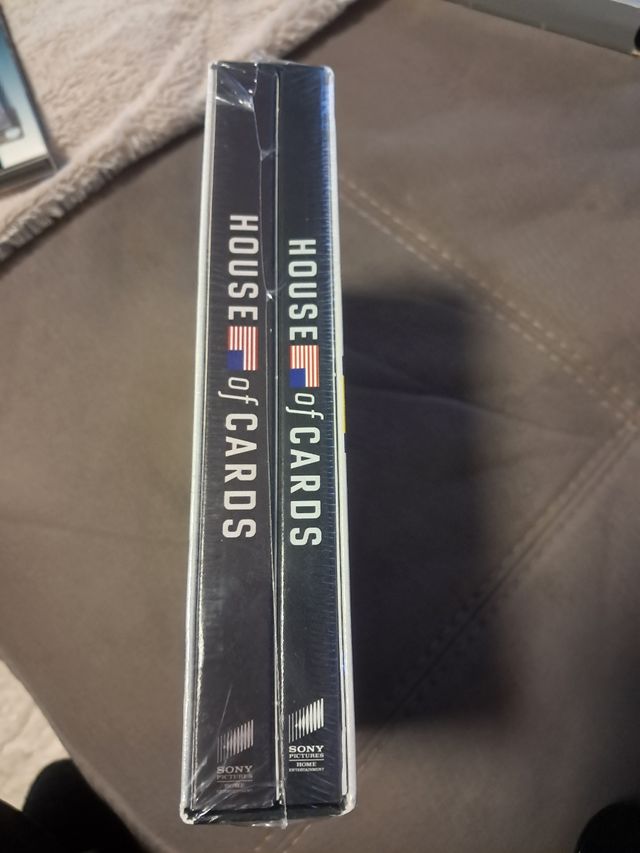 HOUSE of CARDS
SONY
PICTURES
HOME
HOUSE of CARDS
SONY
PICTURES
HOME
ENTERTAINMENT